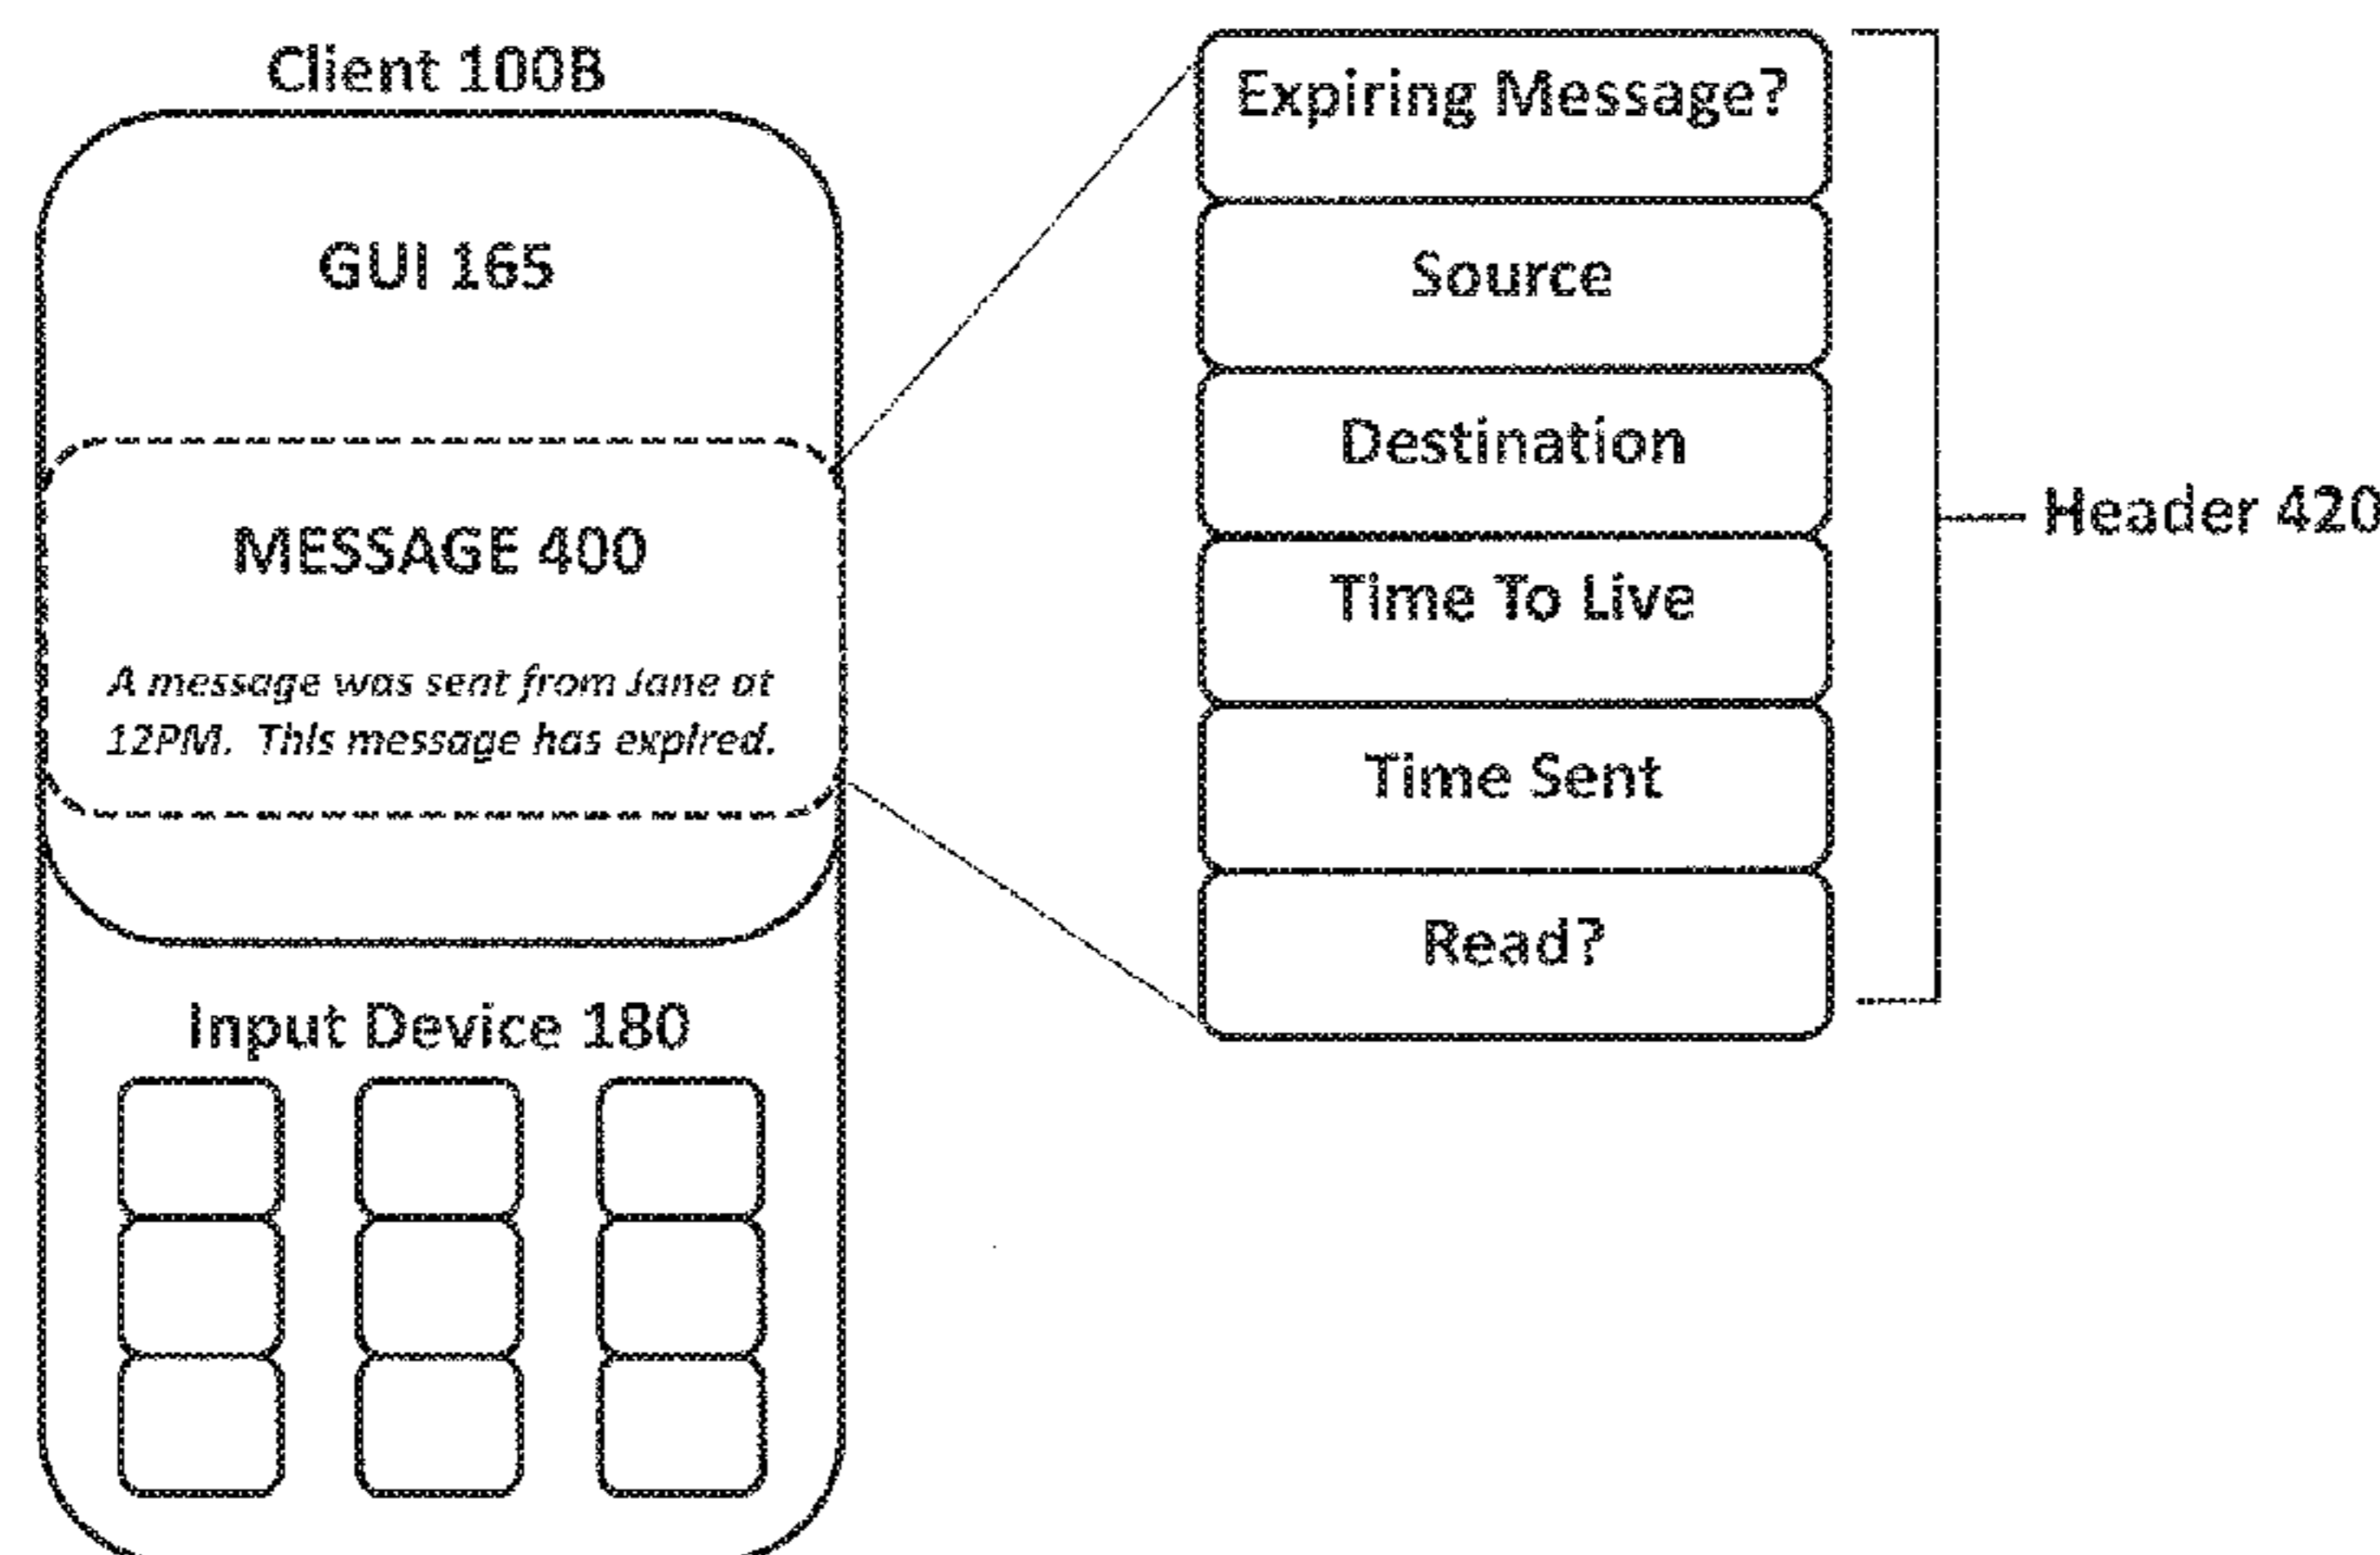 Client 100B
GUI 165
MESSAGE 400
A message was sent from Jane at
12PM. This message has expired.
Input Device 180
Expiring Message?
Source
Destination
Time To Live
Time Sent
Read?
Header 420